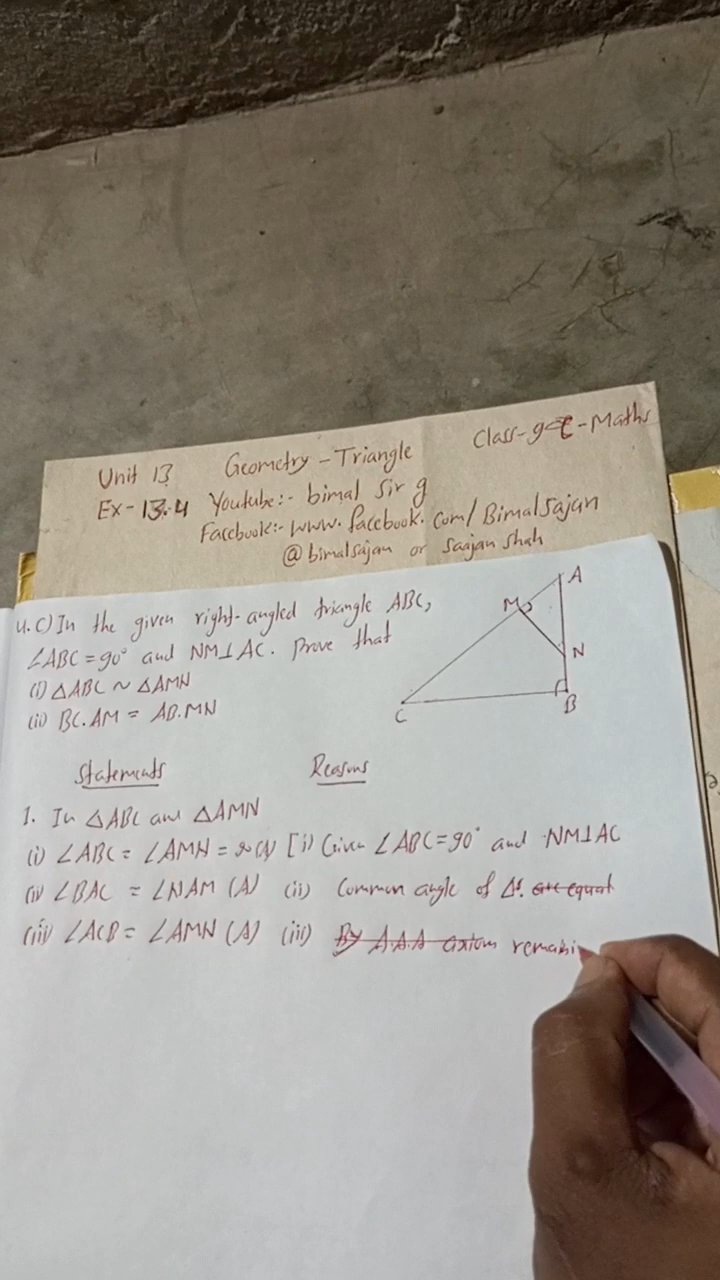 Unit 13 Geometry - Triangle Class-9 - Maths
Ex- 13.4 Youtube:- bimal sir g
Facebook:- www.facebook.com/Bimalsajan
@bimalsajan or saajan shah
4.C) In the given right-angled triangle ABC,
∠ABC = 90° and NM⊥AC. Prove that
(i) △ABC ~ △AMN
(ii) BC.AM = AB.MN
A
M
N
B
C
Statements Reasons
1. In △ABC and △AMN
(i) ∠ABC = ∠AMN = 90 (A) [i) Given ∠ABC = 90° and NM⊥AC
(ii) ∠BAC = ∠NAM (A) (ii) Common angle of △s. are equal
(iii) ∠ACB = ∠AMN (A) (iii) By A.A.A axiom remaini